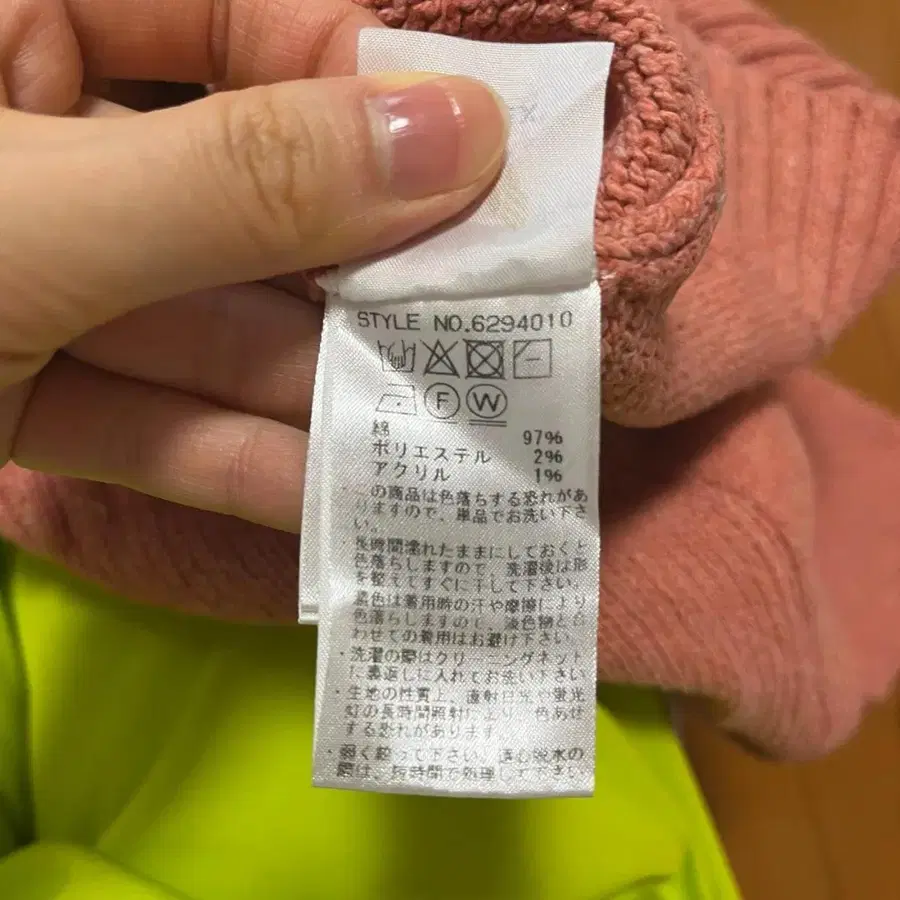 STYLE NO.6294010
F W
綿 97%
ポリエステル 2%
アクリル 1%
・この商品は色落ちする恐れがあ
りますので、単品でお洗い下さ
い。
・長時間濡れたままにしておくと
色落ちしますので、洗濯後は形
を整えてすぐに干して下さい。
濃色は着用時の汗や摩擦により
色落ちしますので、淡色物と合
わせての着用はお避け下さい。
・洗濯の際はクリーニングネット
に裏返しに入れてお洗い下さい
・生地の性質上、直射日光や蛍光
灯の長時間照射により、色あせ
する恐れがあります。
・弱く絞って下さい。遠心脱水の
際は、短時間で処理して下さい